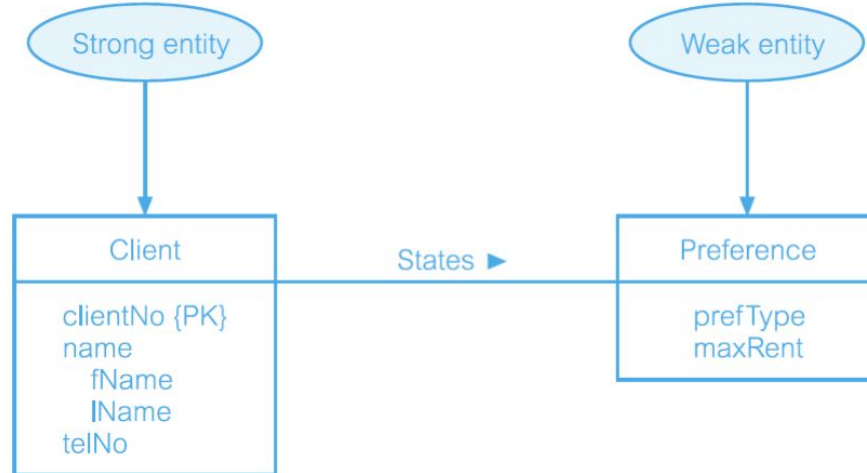 Strong entity
Weak entity
Client
States ►
Preference
clientNo {PK}
name
fName
lName
telNo
prefType
maxRent